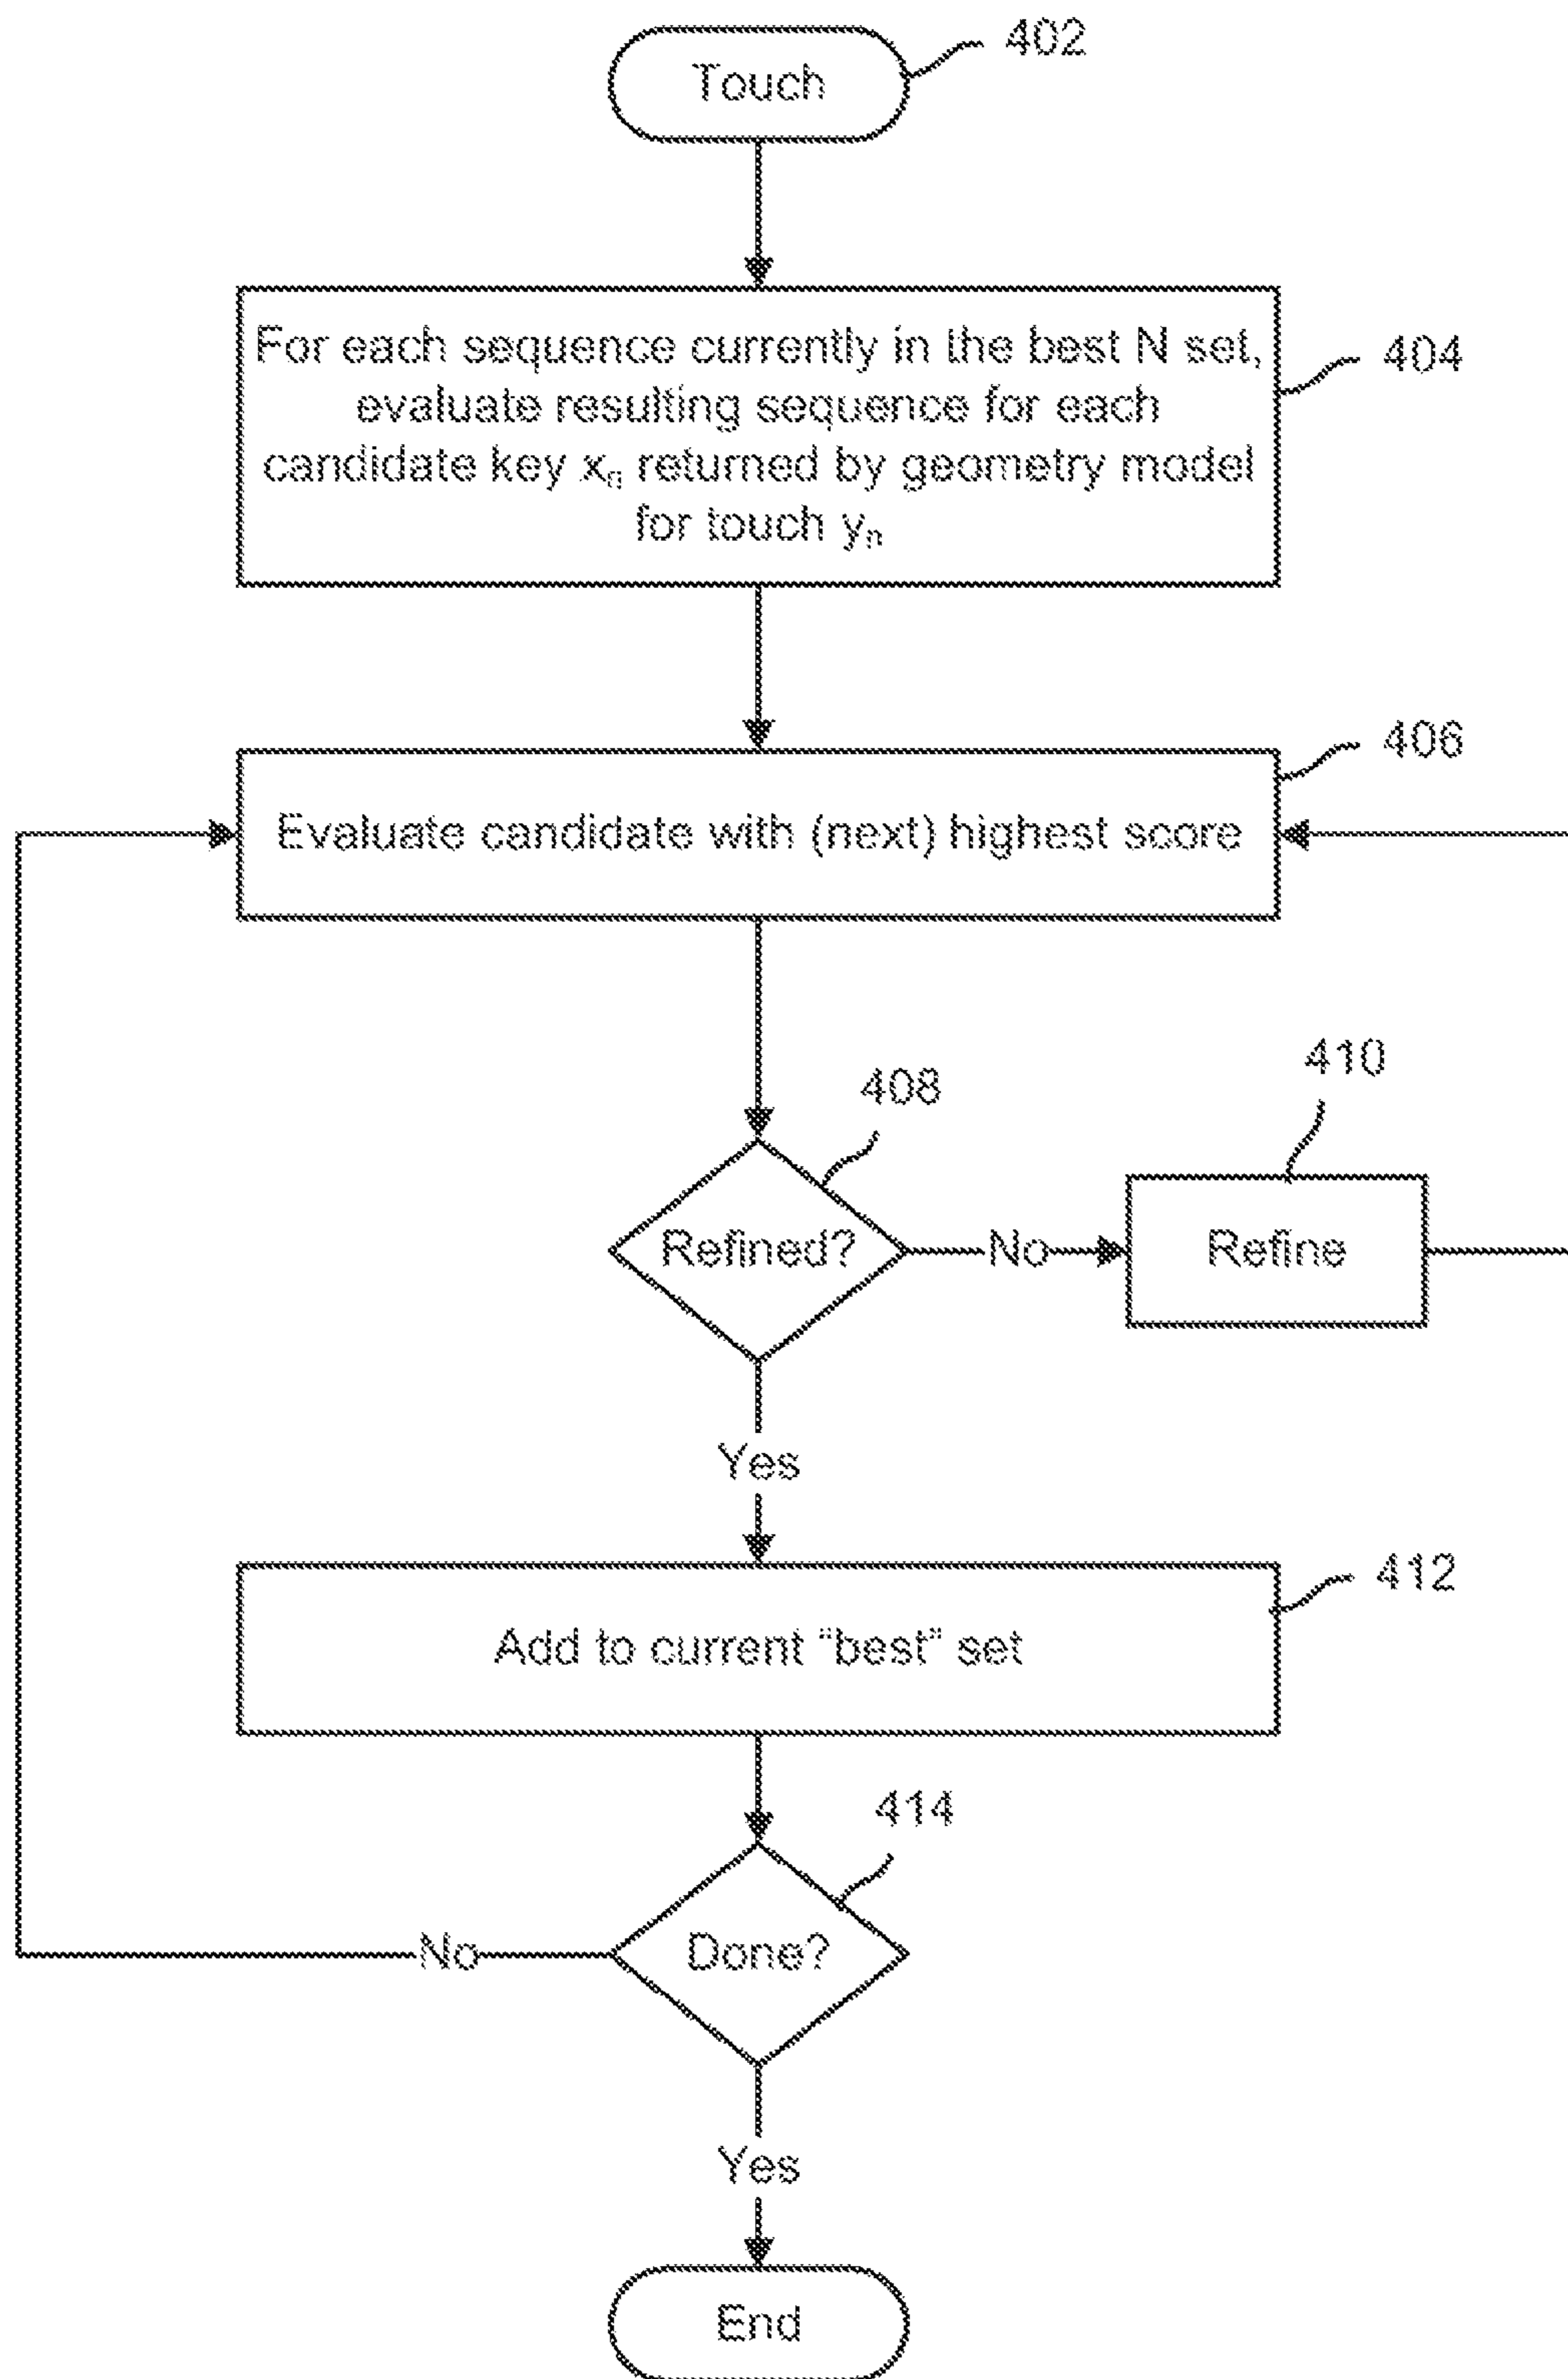 402
Touch
404
For each sequence currently in the best N set,
evaluate resulting sequence for each
candidate key xₙ returned by geometry model
for touch yₙ
406
Evaluate candidate with (next) highest score
408
410
Refined?
No
Refine
Yes
412
Add to current “best” set
414
Done?
No
Yes
End